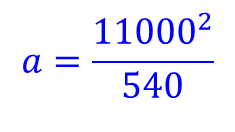 a = 11000² / 540